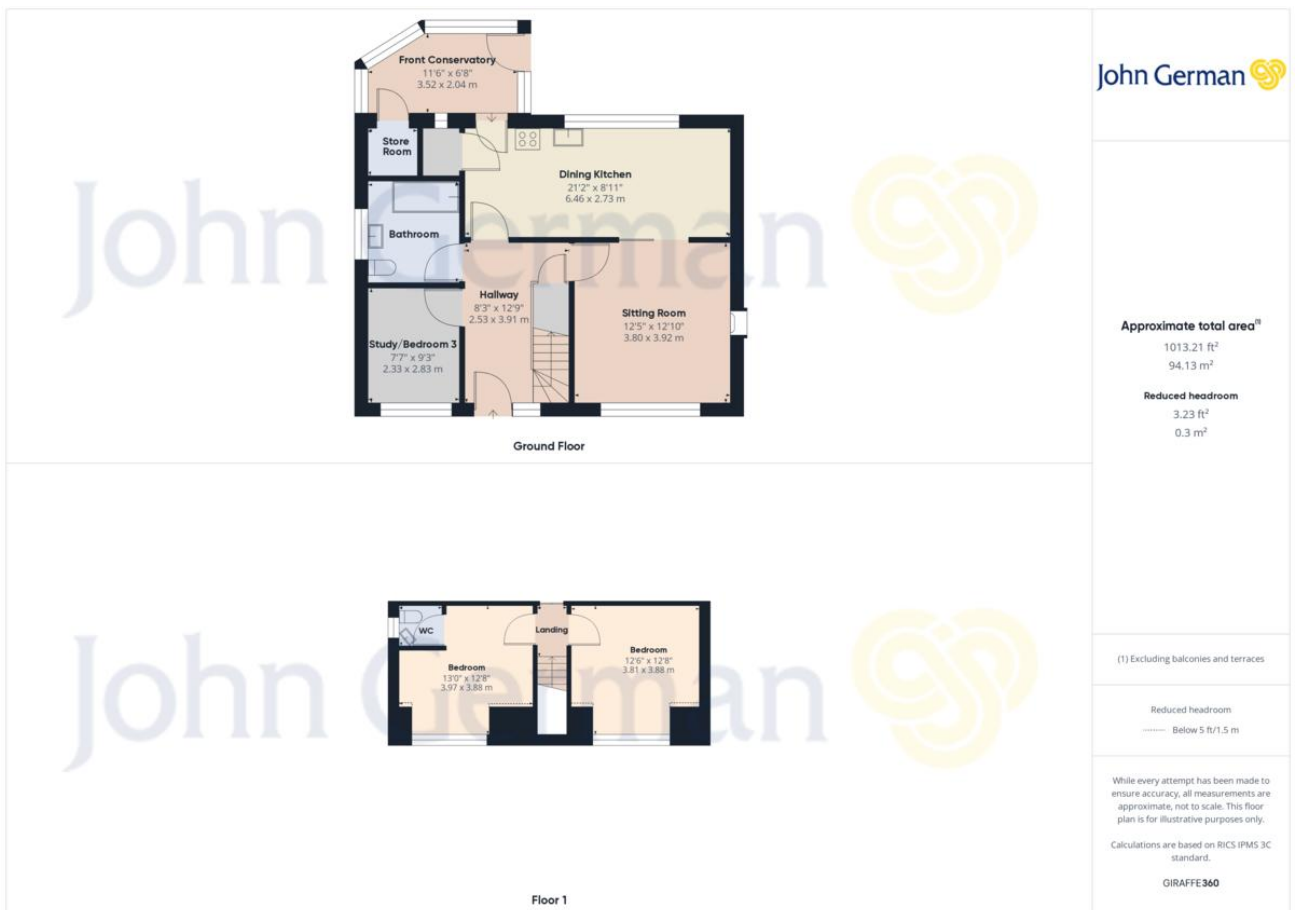 Front Conservatory
11'6" x 6'8"
3.52 x 2.04 m
Store
Room
Dining Kitchen
21'2" x 8'11"
6.46 x 2.73 m
Bathroom
Hallway
8'3" x 12'9"
2.53 x 3.91 m
Sitting Room
12'5" x 12'10"
3.80 x 3.92 m
Study/Bedroom 3
7'7" x 9'3"
2.33 x 2.83 m
Ground Floor
John German
WC
Landing
Bedroom
13'0" x 12'8"
3.97 x 3.88 m
Bedroom
12'6" x 12'8"
3.81 x 3.88 m
Floor 1
John German
John German
Approximate total area(1)
1013.21 ft²
94.13 m²
Reduced headroom
3.23 ft²
0.3 m²
(1) Excluding balconies and terraces
Reduced headroom
Below 5 ft/1.5 m
While every attempt has been made to
ensure accuracy, all measurements are
approximate, not to scale. This floor
plan is for illustrative purposes only.
Calculations are based on RICS IPMS 3C
standard.
GIRAFFE360